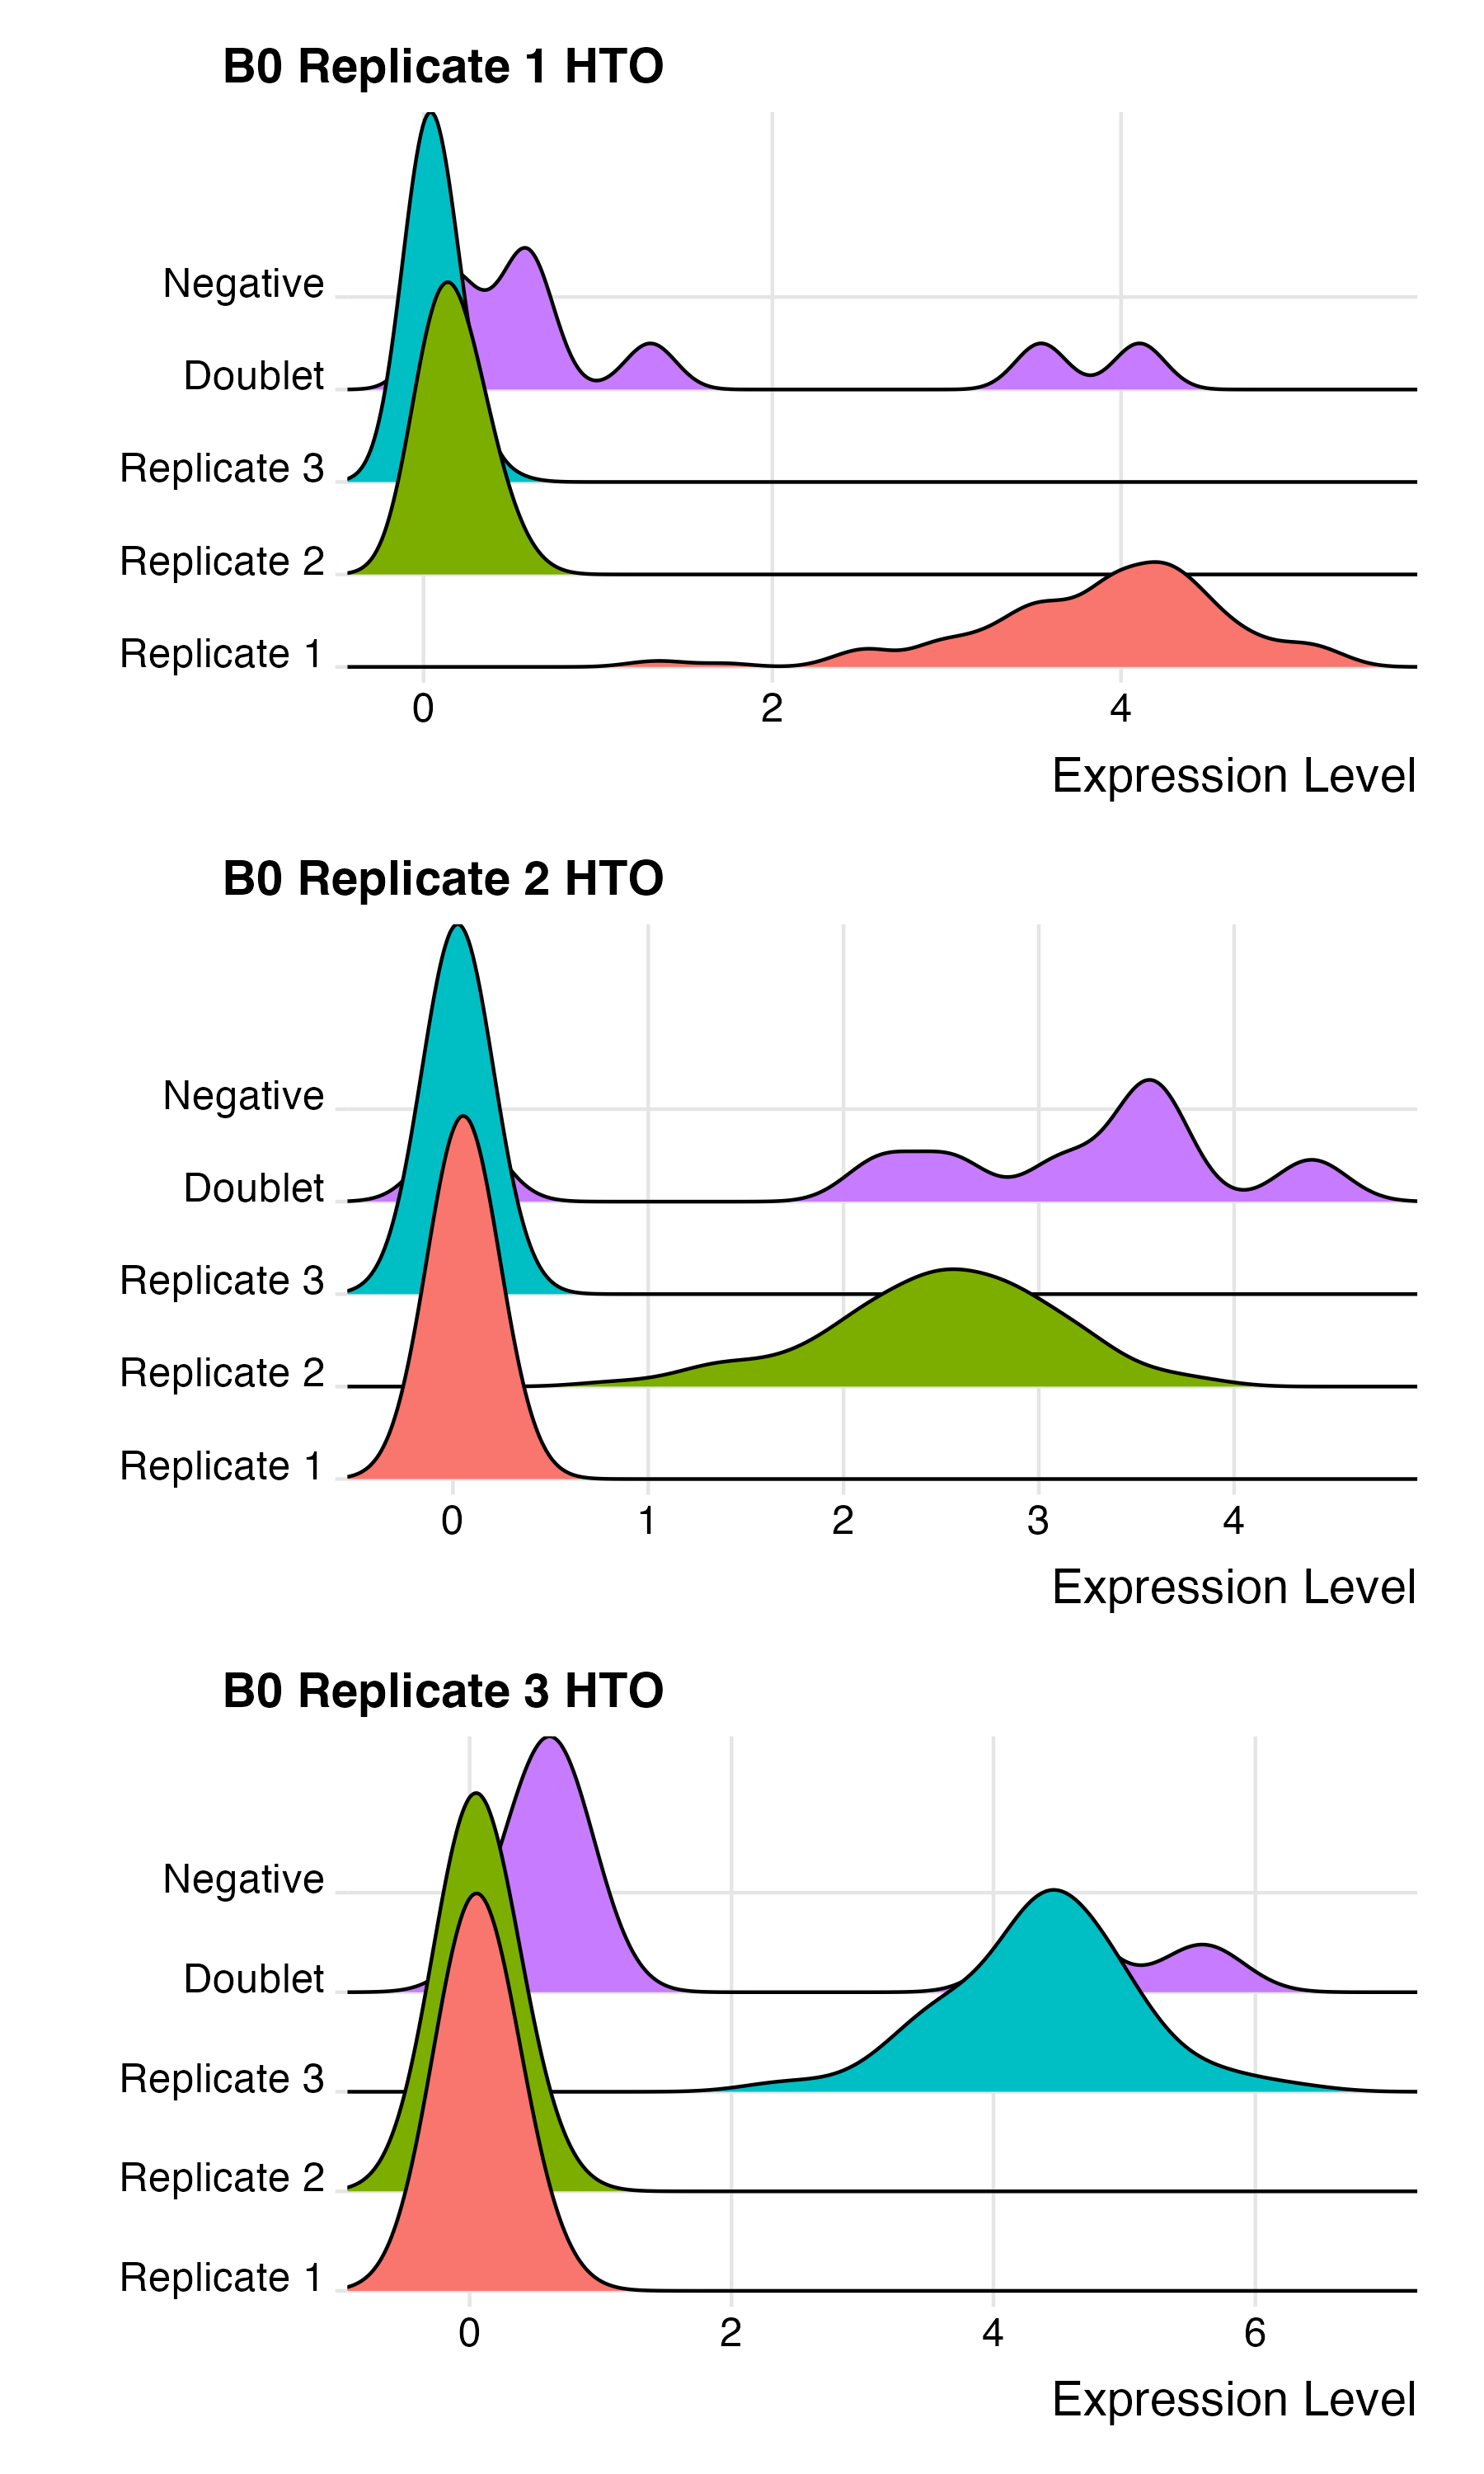 B0 Replicate 1 HTO
Negative
Doublet
Replicate 3
Replicate 2
Replicate 1
0 2 4
Expression Level
B0 Replicate 2 HTO
Negative
Doublet
Replicate 3
Replicate 2
Replicate 1
0 1 2 3 4
Expression Level
B0 Replicate 3 HTO
Negative
Doublet
Replicate 3
Replicate 2
Replicate 1
0 2 4 6
Expression Level